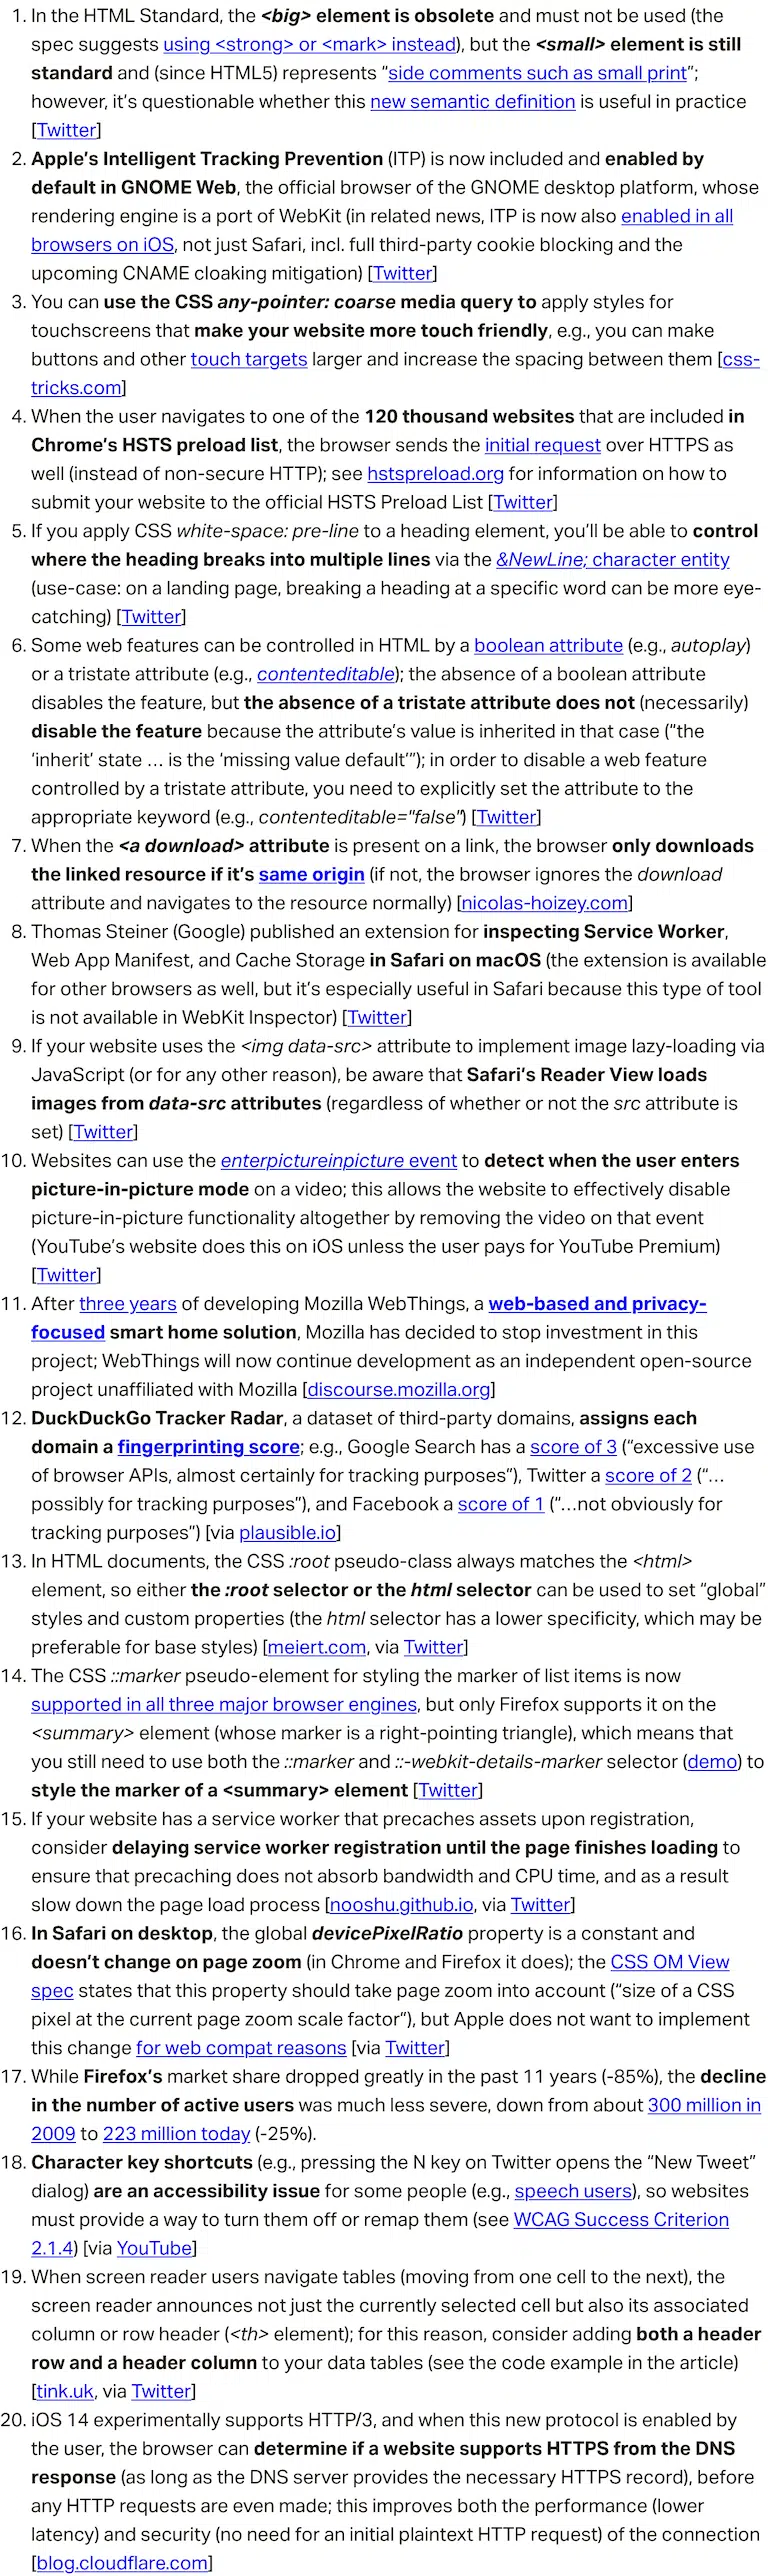 1. In the HTML Standard, the <big> element is obsolete and must not be used (the
spec suggests using <strong> or <mark> instead), but the <small> element is still
standard and (since HTML5) represents “side comments such as small print”;
however, it’s questionable whether this new semantic definition is useful in practice
[Twitter]
2. Apple’s Intelligent Tracking Prevention (ITP) is now included and enabled by
default in GNOME Web, the official browser of the GNOME desktop platform, whose
rendering engine is a port of WebKit (in related news, ITP is now also enabled in all
browsers on iOS, not just Safari, incl. full third-party cookie blocking and the
upcoming CNAME cloaking mitigation) [Twitter]
3. You can use the CSS any-pointer: coarse media query to apply styles for
touchscreens that make your website more touch friendly, e.g., you can make
buttons and other touch targets larger and increase the spacing between them [css-
tricks.com]
4. When the user navigates to one of the 120 thousand websites that are included in
Chrome’s HSTS preload list, the browser sends the initial request over HTTPS as
well (instead of non-secure HTTP); see hstspreload.org for information on how to
submit your website to the official HSTS Preload List [Twitter]
5. If you apply CSS white-space: pre-line to a heading element, you’ll be able to control
where the heading breaks into multiple lines via the &NewLine; character entity
(use-case: on a landing page, breaking a heading at a specific word can be more eye-
catching) [Twitter]
6. Some web features can be controlled in HTML by a boolean attribute (e.g., autoplay)
or a tristate attribute (e.g., contenteditable); the absence of a boolean attribute
disables the feature, but the absence of a tristate attribute does not (necessarily)
disable the feature because the attribute’s value is inherited in that case (“the
‘inherit’ state … is the ‘missing value default’”); in order to disable a web feature
controlled by a tristate attribute, you need to explicitly set the attribute to the
appropriate keyword (e.g., contenteditable="false") [Twitter]
7. When the <a download> attribute is present on a link, the browser only downloads
the linked resource if it’s same origin (if not, the browser ignores the download
attribute and navigates to the resource normally) [nicolas-hoizey.com]
8. Thomas Steiner (Google) published an extension for inspecting Service Worker,
Web App Manifest, and Cache Storage in Safari on macOS (the extension is available
for other browsers as well, but it’s especially useful in Safari because this type of tool
is not available in WebKit Inspector) [Twitter]
9. If your website uses the <img data-src> attribute to implement image lazy-loading via
JavaScript (or for any other reason), be aware that Safari’s Reader View loads
images from data-src attributes (regardless of whether or not the src attribute is
set) [Twitter]
10. Websites can use the enterpictureinpicture event to detect when the user enters
picture-in-picture mode on a video; this allows the website to effectively disable
picture-in-picture functionality altogether by removing the video on that event
(YouTube’s website does this on iOS unless the user pays for YouTube Premium)
[Twitter]
11. After three years of developing Mozilla WebThings, a web-based and privacy-
focused smart home solution, Mozilla has decided to stop investment in this
project; WebThings will now continue development as an independent open-source
project unaffiliated with Mozilla [discourse.mozilla.org]
12. DuckDuckGo Tracker Radar, a dataset of third-party domains, assigns each
domain a fingerprinting score; e.g., Google Search has a score of 3 (“excessive use
of browser APIs, almost certainly for tracking purposes”), Twitter a score of 2 (“…
possibly for tracking purposes”), and Facebook a score of 1 (“…not obviously for
tracking purposes”) [via plausible.io]
13. In HTML documents, the CSS :root pseudo-class always matches the <html>
element, so either the :root selector or the html selector can be used to set “global”
styles and custom properties (the html selector has a lower specificity, which may be
preferable for base styles) [meiert.com, via Twitter]
14. The CSS ::marker pseudo-element for styling the marker of list items is now
supported in all three major browser engines, but only Firefox supports it on the
<summary> element (whose marker is a right-pointing triangle), which means that
you still need to use both the ::marker and ::-webkit-details-marker selector (demo) to
style the marker of a <summary> element [Twitter]
15. If your website has a service worker that precaches assets upon registration,
consider delaying service worker registration until the page finishes loading to
ensure that precaching does not absorb bandwidth and CPU time, and as a result
slow down the page load process [nooshu.github.io, via Twitter]
16. In Safari on desktop, the global devicePixelRatio property is a constant and
doesn’t change on page zoom (in Chrome and Firefox it does); the CSS OM View
spec states that this property should take page zoom into account (“size of a CSS
pixel at the current page zoom scale factor”), but Apple does not want to implement
this change for web compat reasons [via Twitter]
17. While Firefox’s market share dropped greatly in the past 11 years (-85%), the decline
in the number of active users was much less severe, down from about 300 million in
2009 to 223 million today (-25%).
18. Character key shortcuts (e.g., pressing the N key on Twitter opens the “New Tweet”
dialog) are an accessibility issue for some people (e.g., speech users), so websites
must provide a way to turn them off or remap them (see WCAG Success Criterion
2.1.4) [via YouTube]
19. When screen reader users navigate tables (moving from one cell to the next), the
screen reader announces not just the currently selected cell but also its associated
column or row header (<th> element); for this reason, consider adding both a header
row and a header column to your data tables (see the code example in the article)
[tink.uk, via Twitter]
20. iOS 14 experimentally supports HTTP/3, and when this new protocol is enabled by
the user, the browser can determine if a website supports HTTPS from the DNS
response (as long as the DNS server provides the necessary HTTPS record), before
any HTTP requests are even made; this improves both the performance (lower
latency) and security (no need for an initial plaintext HTTP request) of the connection
[blog.cloudflare.com]